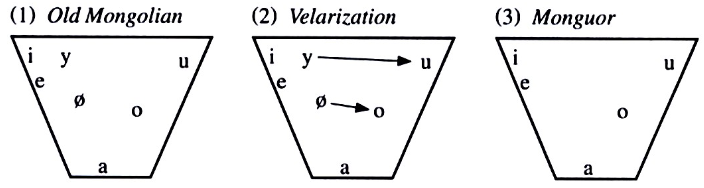 (1) Old Mongolian (2) Velarization (3) Monguor
i y u i y u i u
e e e
ø o ø o o
a a a